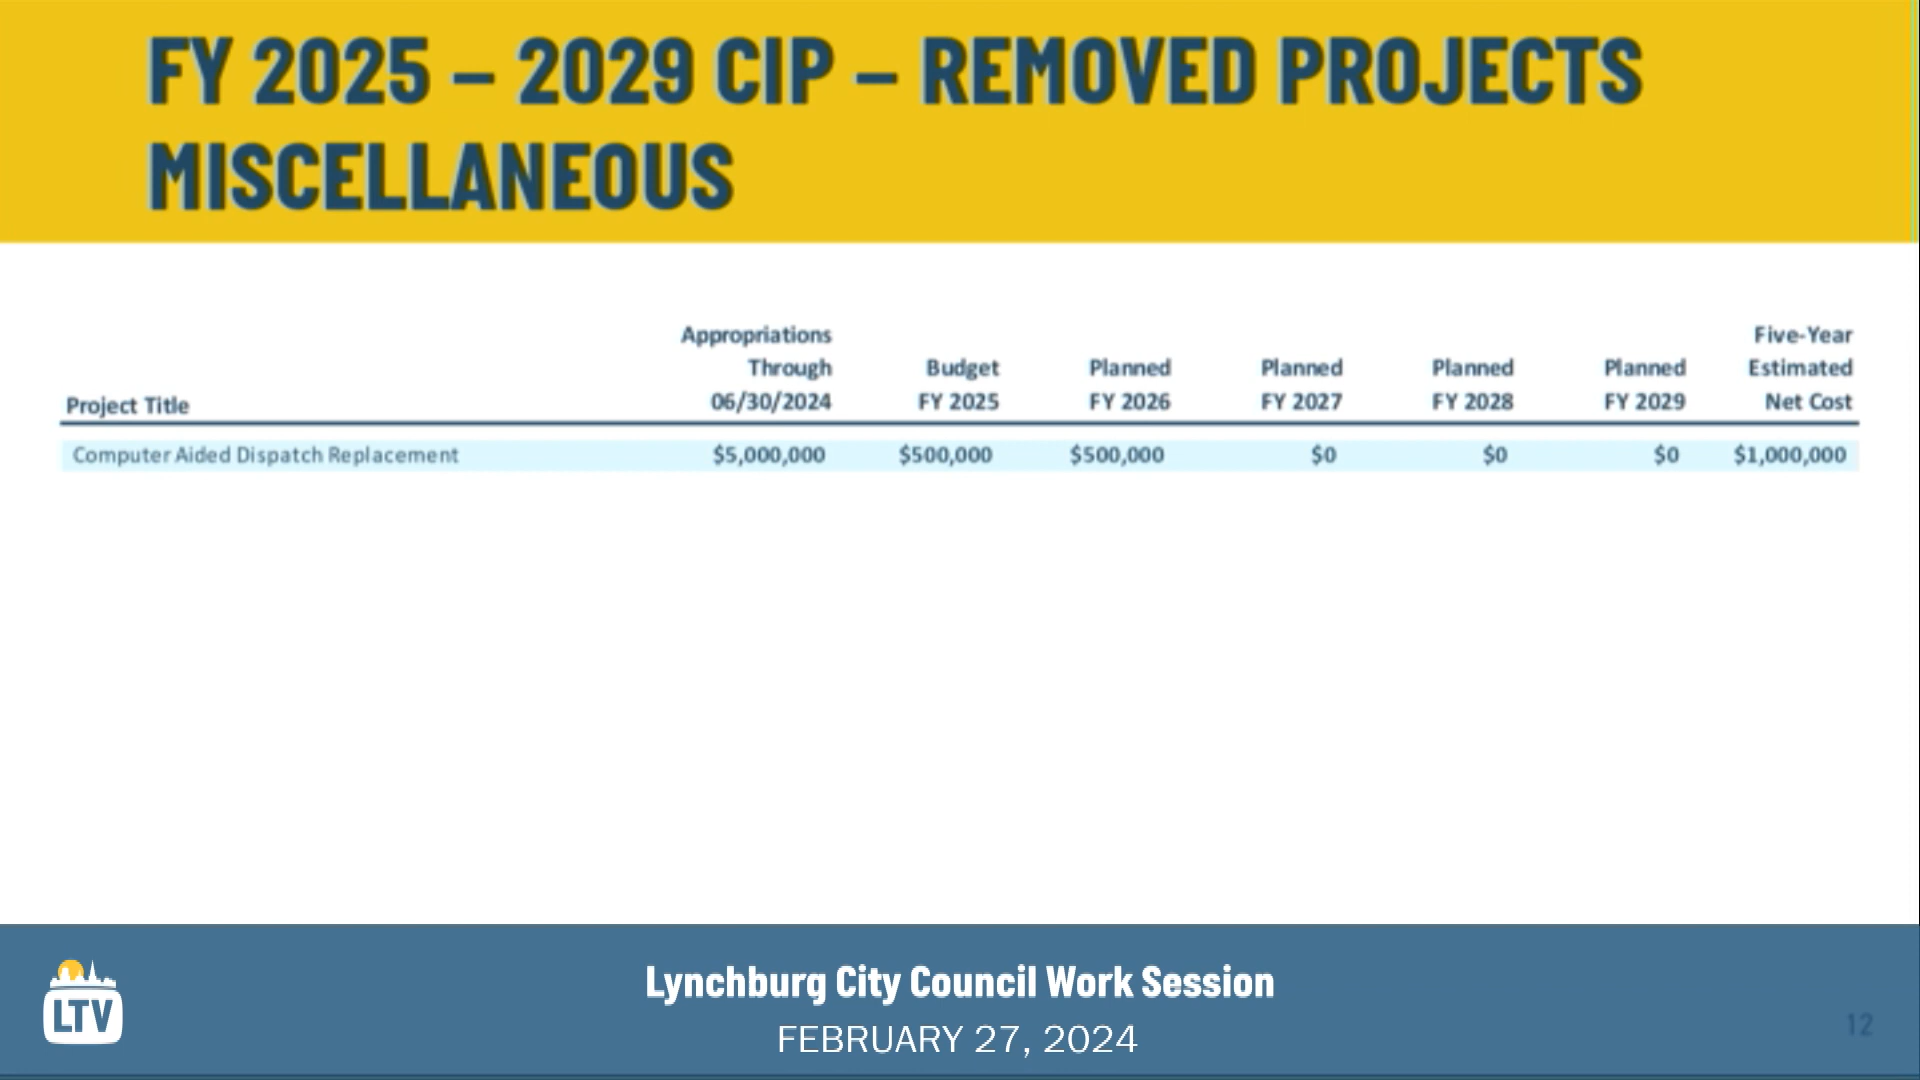 FY 2025 – 2029 CIP – REMOVED PROJECTS
MISCELLANEOUS
Appropriations Five-Year
Through Budget Planned Planned Planned Planned Estimated
Project Title 06/30/2024 FY 2025 FY 2026 FY 2027 FY 2028 FY 2029 Net Cost
Computer Aided Dispatch Replacement $5,000,000 $500,000 $500,000 $0 $0 $0 $1,000,000
LTV
Lynchburg City Council Work Session
FEBRUARY 27, 2024
12